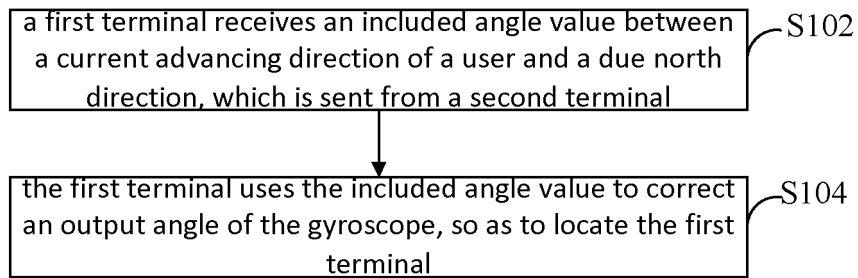 a first terminal receives an included angle value between
a current advancing direction of a user and a due north
direction, which is sent from a second terminal
S102
the first terminal uses the included angle value to correct
an output angle of the gyroscope, so as to locate the first
terminal
S104